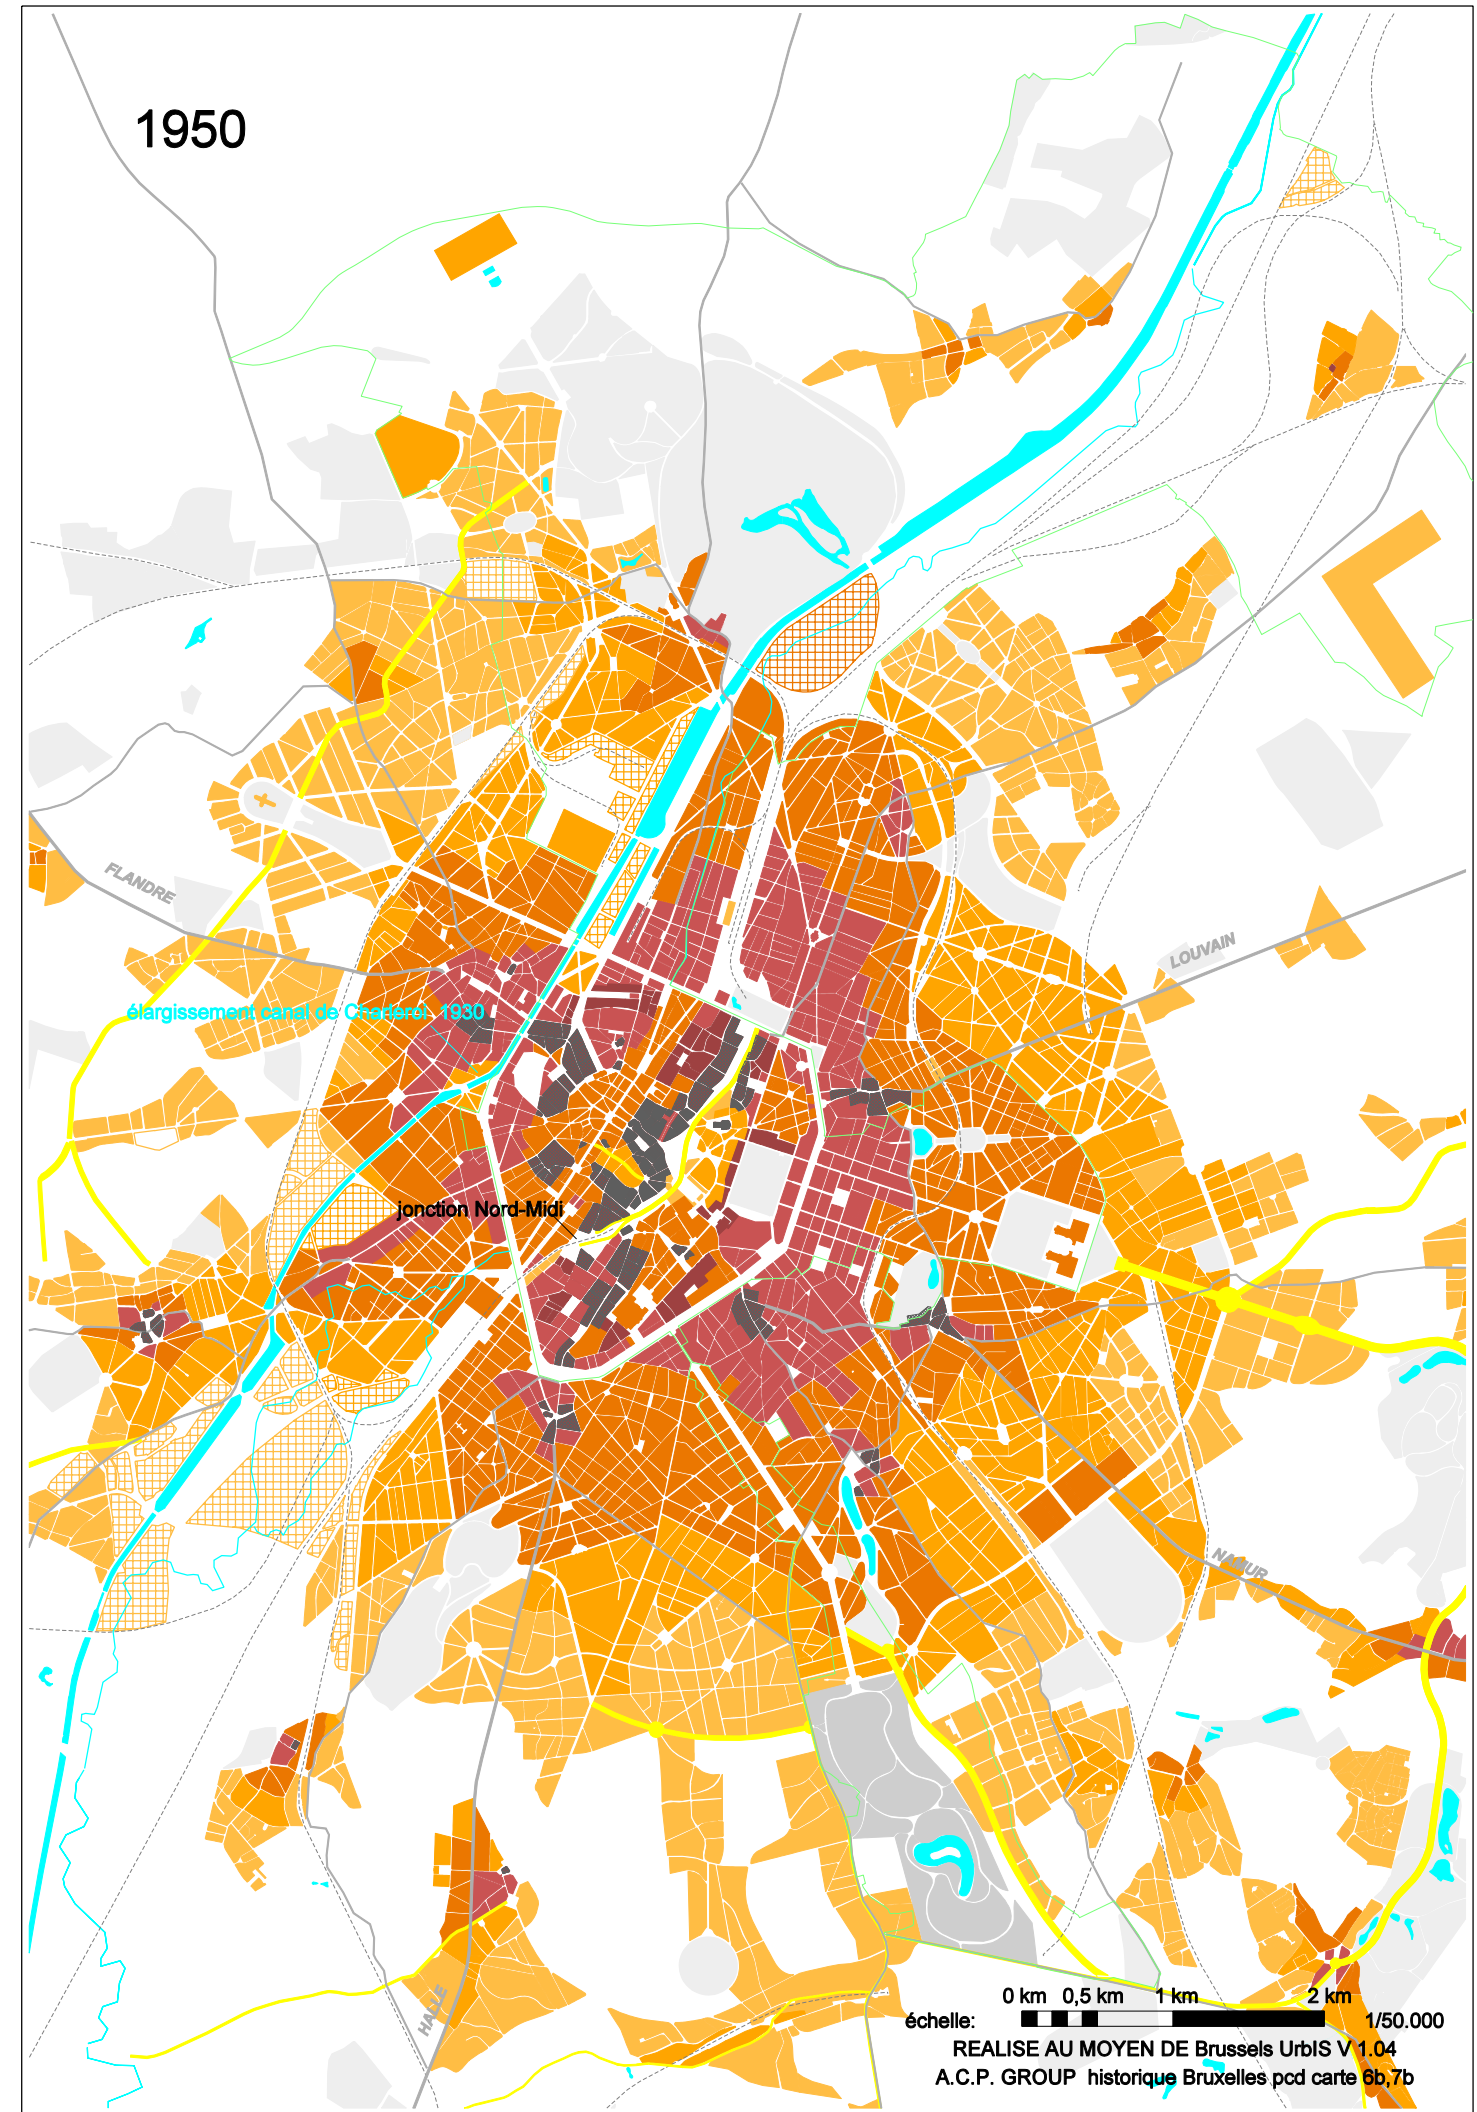 1950
FLANDRE
LOUVAIN
élargissement canal de Charleroi 1930
jonction Nord-Midi
NAMUR
HALLE
0 km 0,5 km 1 km 2 km
échelle: 1/50.000
REALISE AU MOYEN DE Brussels UrbIS V 1.04
A.C.P. GROUP historique Bruxelles pcd carte 6b,7b